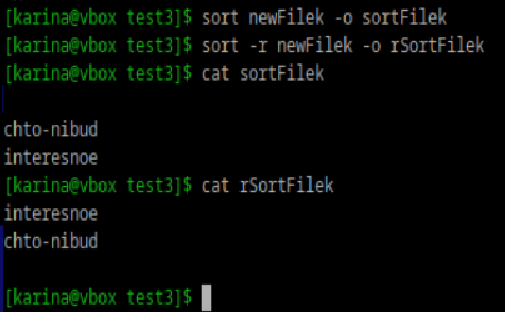 [karina@vbox test3]$ sort newFilek -o sortFilek
[karina@vbox test3]$ sort -r newFilek -o rSortFilek
[karina@vbox test3]$ cat sortFilek
chto-nibud
interesnoe
[karina@vbox test3]$ cat rSortFilek
interesnoe
chto-nibud
[karina@vbox test3]$